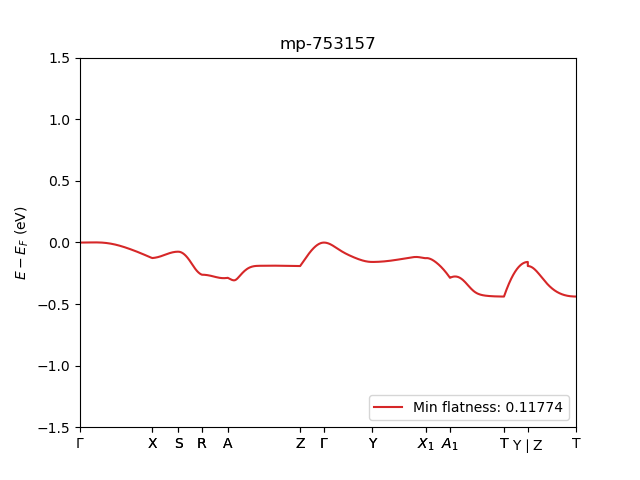 mp-753157
E − E_F (eV)
1.5
1.0
0.5
0.0
−0.5
−1.0
−1.5
Min flatness: 0.11774
Γ X S R A Z Γ Y X_1 A_1 T Y | Z T